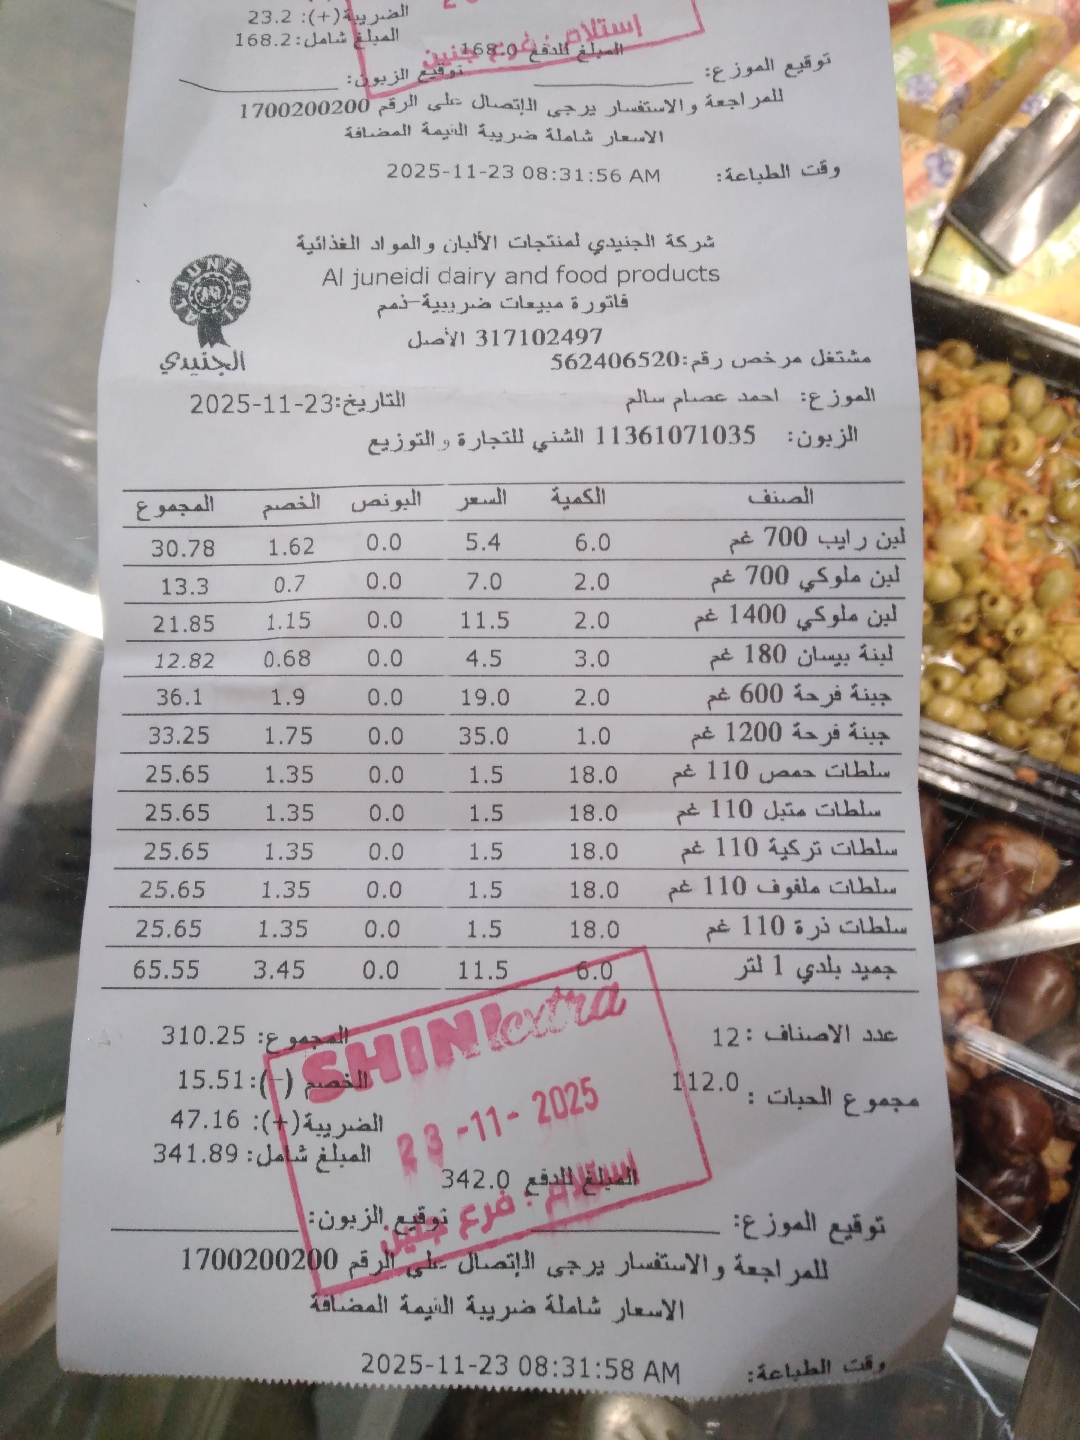 الضريبة(+): 23.2
المبلغ شامل: 168.2
المبلغ للدفع 168.0
إستلام : فرع جنين
توقيع الموزع: توقيع الزبون:
للمراجعة والاستفسار يرجى الإتصال على الرقم 1700200200
الاسعار شاملة ضريبة القيمة المضافة
وقت الطباعة: 2025-11-23 08:31:56 AM
شركة الجنيدي لمنتجات الألبان والمواد الغذائية
Al juneidi dairy and food products
AL JUNEIDI
الجنيدي
فاتورة مبيعات ضريبية-ذمم
317102497 الأصل
مشتغل مرخص رقم:562406520
الموزع: احمد عصام سالم التاريخ:2025-11-23
الزبون: 11361071035 الشني للتجارة والتوزيع
الصنف الكمية السعر البونص الخصم المجموع
لبن رايب 700 غم 6.0 5.4 0.0 1.62 30.78
لبن ملوكي 700 غم 2.0 7.0 0.0 0.7 13.3
لبن ملوكي 1400 غم 2.0 11.5 0.0 1.15 21.85
لبنة بيسان 180 غم 3.0 4.5 0.0 0.68 12.82
جبنة فرحة 600 غم 2.0 19.0 0.0 1.9 36.1
جبنة فرحة 1200 غم 1.0 35.0 0.0 1.75 33.25
سلطات حمص 110 غم 18.0 1.5 0.0 1.35 25.65
سلطات متبل 110 غم 18.0 1.5 0.0 1.35 25.65
سلطات تركية 110 غم 18.0 1.5 0.0 1.35 25.65
سلطات ملفوف 110 غم 18.0 1.5 0.0 1.35 25.65
سلطات ذرة 110 غم 18.0 1.5 0.0 1.35 25.65
جميد بلدي 1 لتر 6.0 11.5 0.0 3.45 65.55
عدد الاصناف : 12 المجموع: 310.25
مجموع الحبات : 112.0 الخصم (-):15.51
الضريبة(+): 47.16
المبلغ شامل: 341.89
المبلغ للدفع 342.0
SHINI extra
23-11-2025
إستلام : فرع جنين
توقيع الموزع: توقيع الزبون:
للمراجعة والاستفسار يرجى الإتصال على الرقم 1700200200
الاسعار شاملة ضريبة القيمة المضافة
وقت الطباعة: 2025-11-23 08:31:58 AM